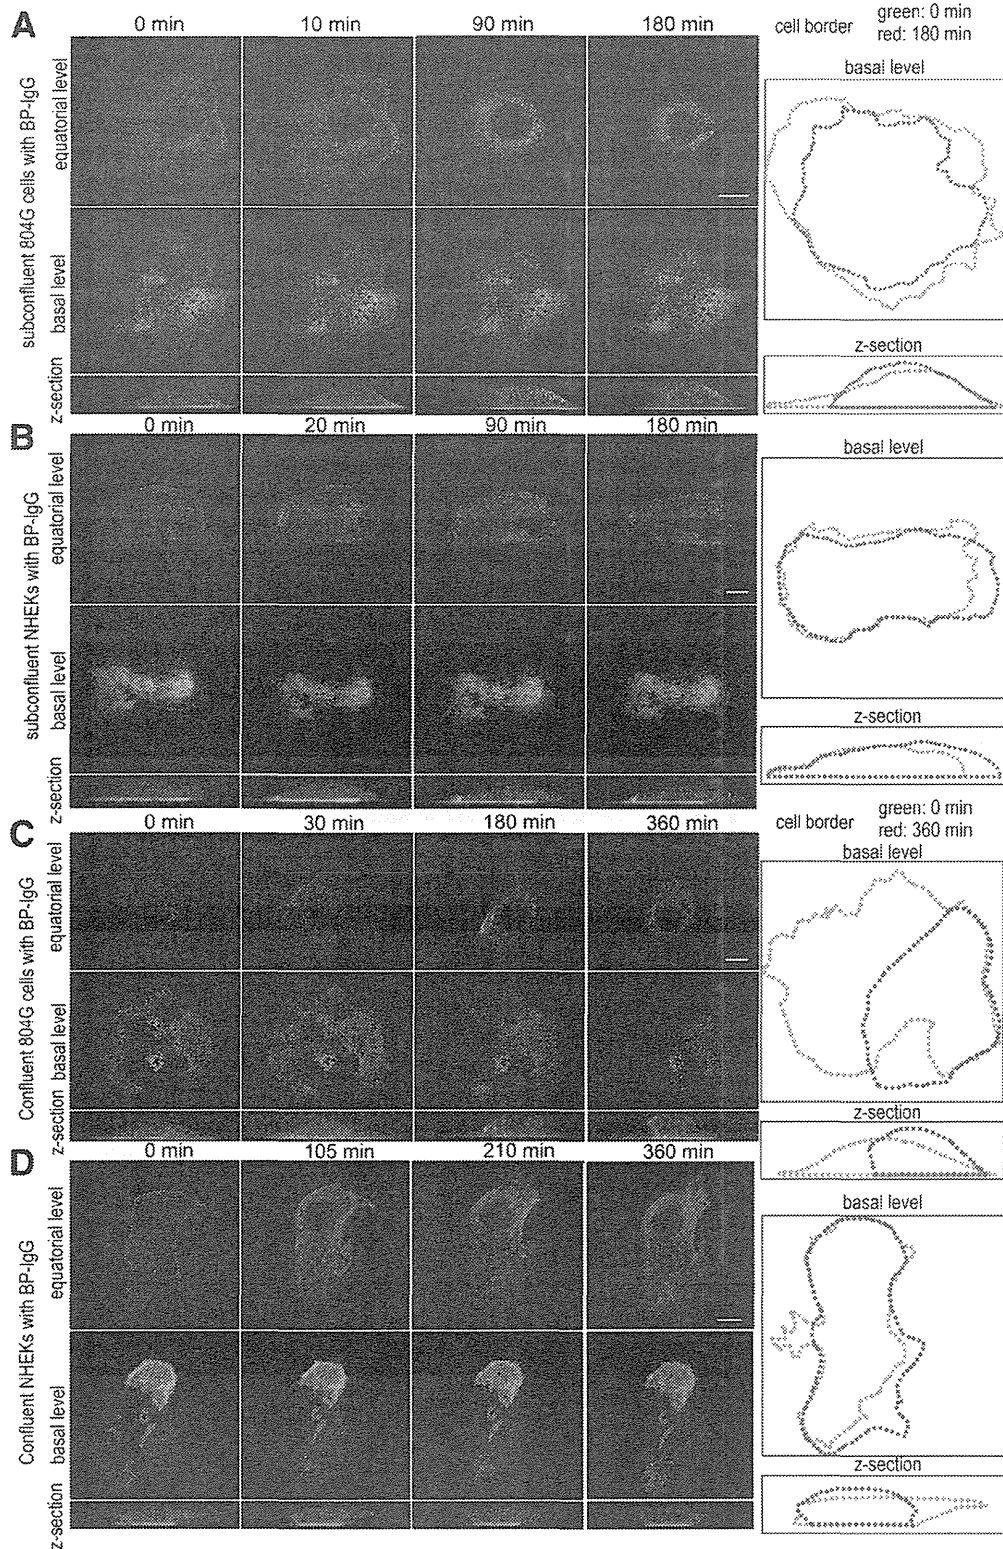 A
0 min 10 min 90 min 180 min
cell border
green: 0 min
red: 180 min
subconfluent 804G cells with BP-IgG
equatorial level
basal level
z-section
basal level
z-section
B
0 min 20 min 90 min 180 min
subconfluent NHEKs with BP-IgG
equatorial level
basal level
z-section
basal level
z-section
C
0 min 30 min 180 min 360 min
cell border
green: 0 min
red: 360 min
Confluent 804G cells with BP-IgG
equatorial level
basal level
z-section
basal level
z-section
D
0 min 105 min 210 min 360 min
Confluent NHEKs with BP-IgG
equatorial level
basal level
z-section
basal level
z-section